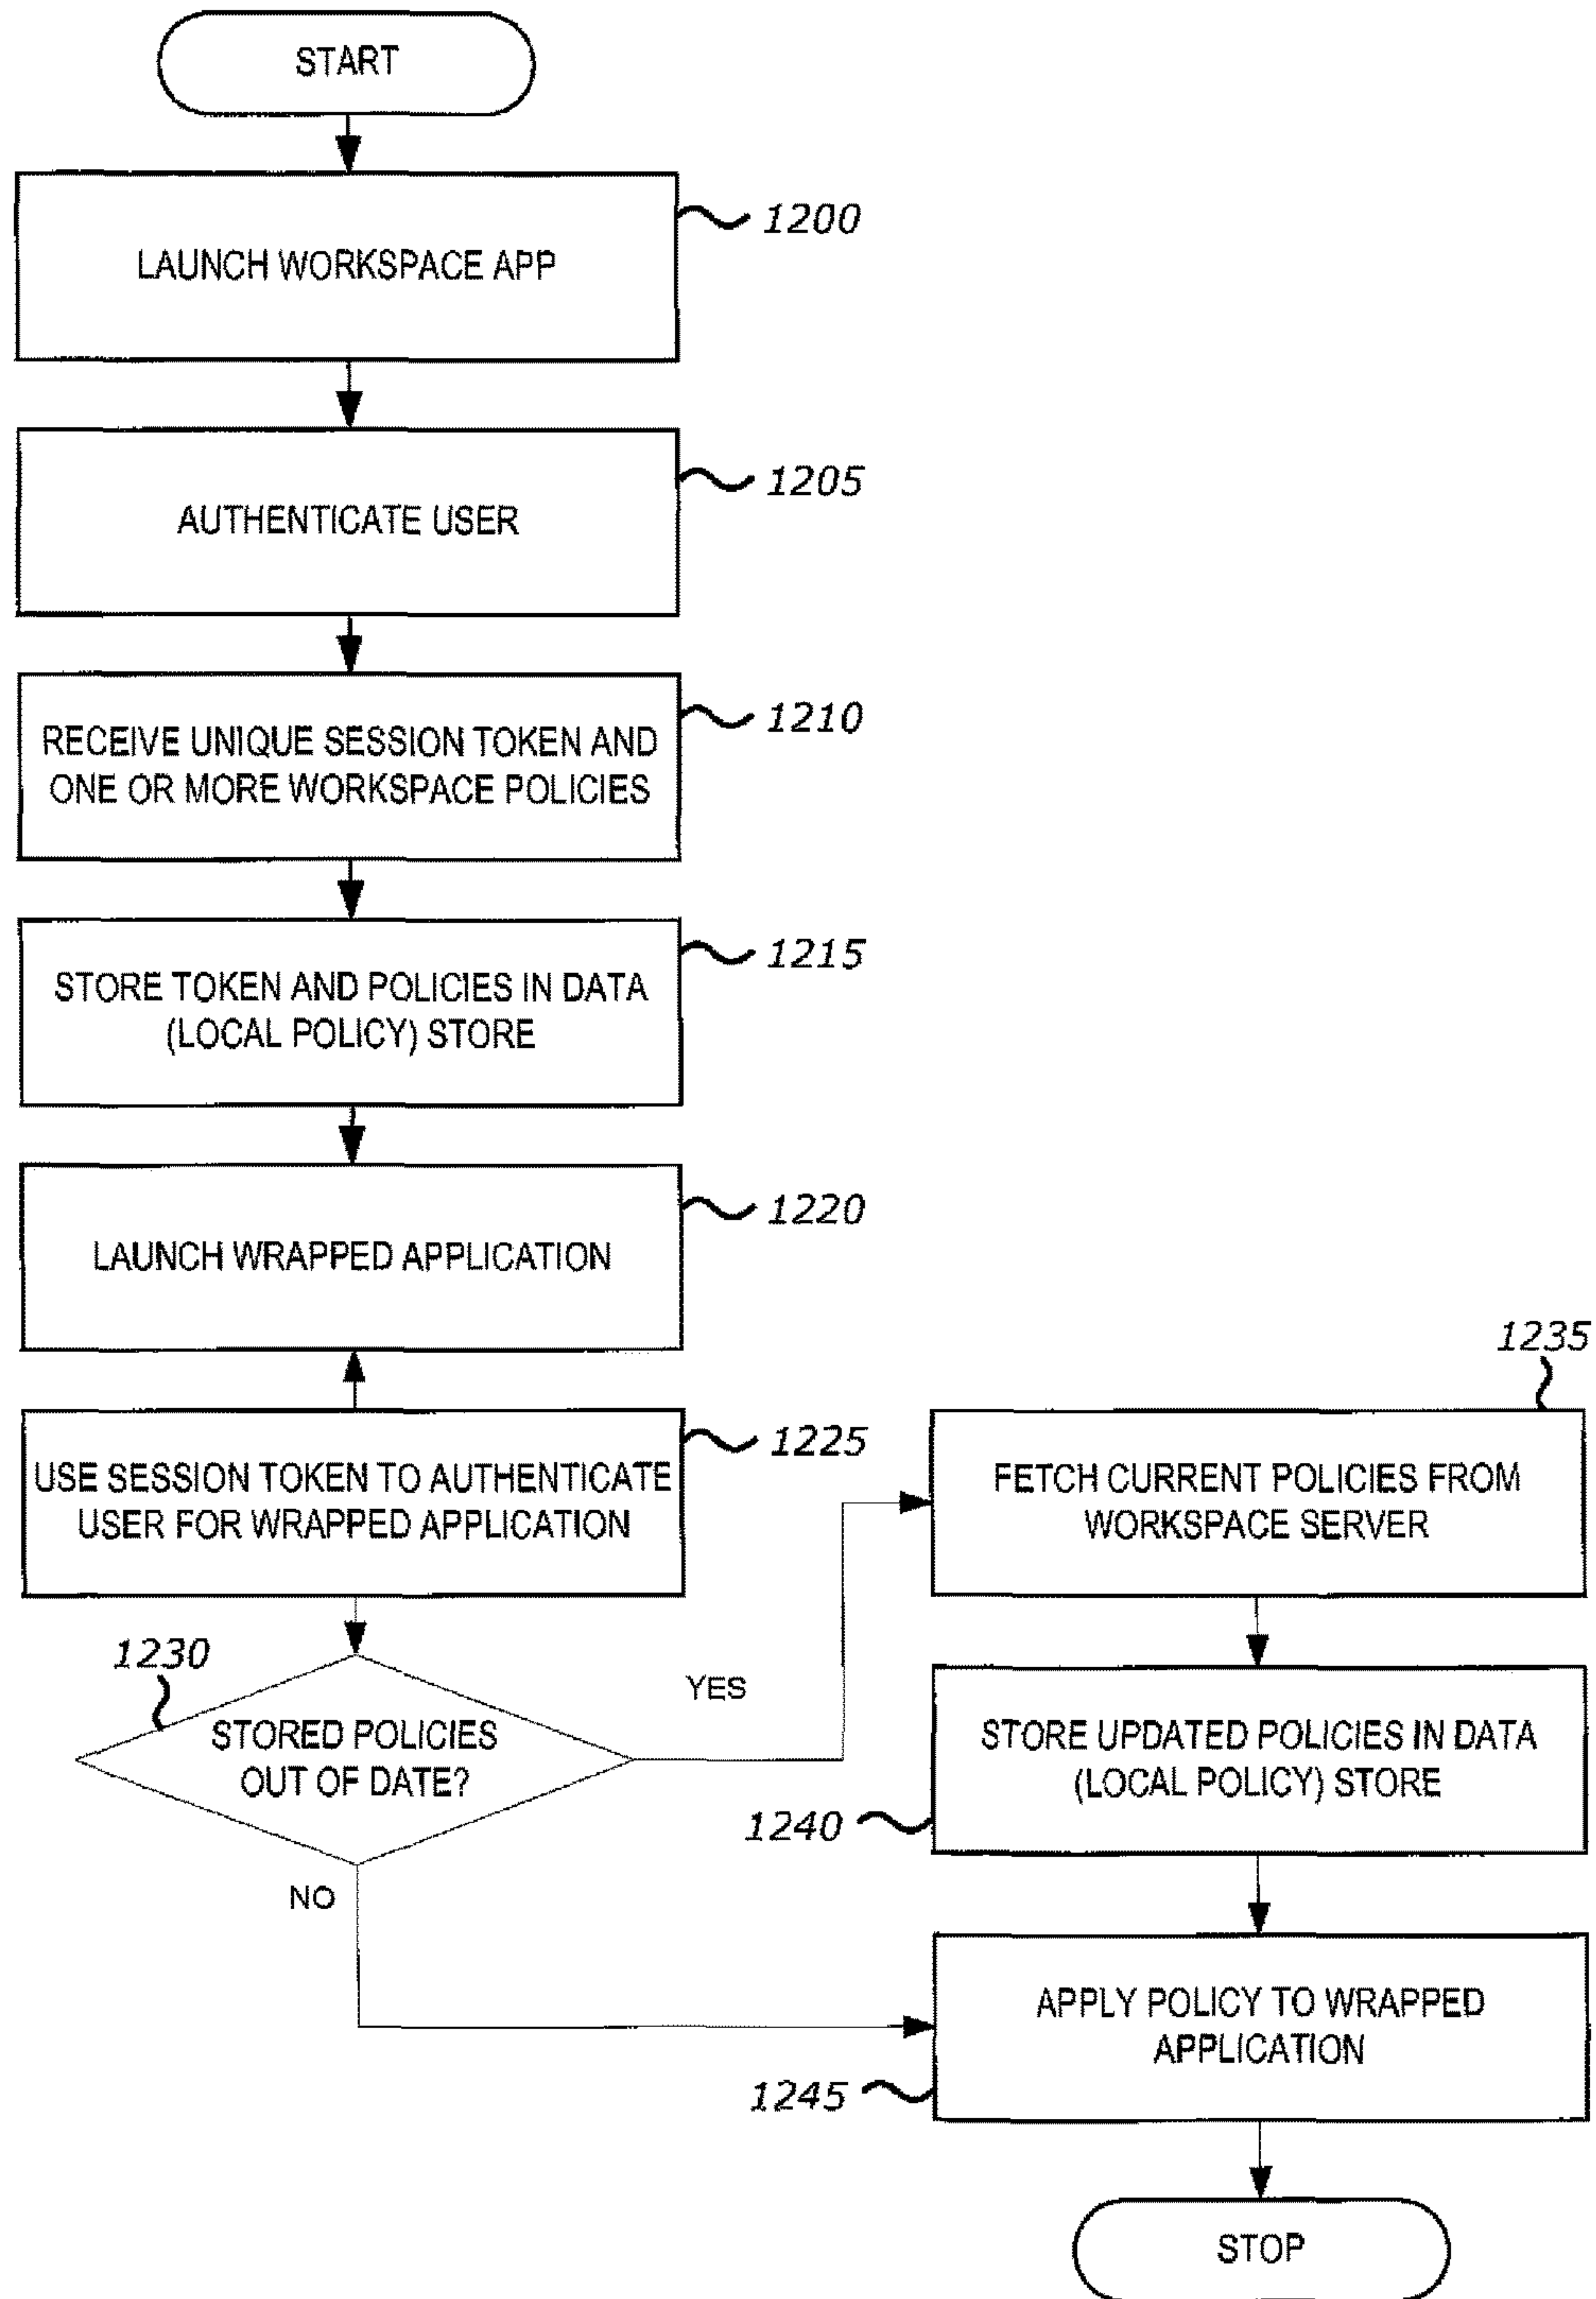 START
LAUNCH WORKSPACE APP
1200
AUTHENTICATE USER
1205
RECEIVE UNIQUE SESSION TOKEN AND
ONE OR MORE WORKSPACE POLICIES
1210
STORE TOKEN AND POLICIES IN DATA
(LOCAL POLICY) STORE
1215
LAUNCH WRAPPED APPLICATION
1220
USE SESSION TOKEN TO AUTHENTICATE
USER FOR WRAPPED APPLICATION
1225
1230
STORED POLICIES
OUT OF DATE?
YES
NO
1235
FETCH CURRENT POLICIES FROM
WORKSPACE SERVER
STORE UPDATED POLICIES IN DATA
(LOCAL POLICY) STORE
1240
APPLY POLICY TO WRAPPED
APPLICATION
1245
STOP